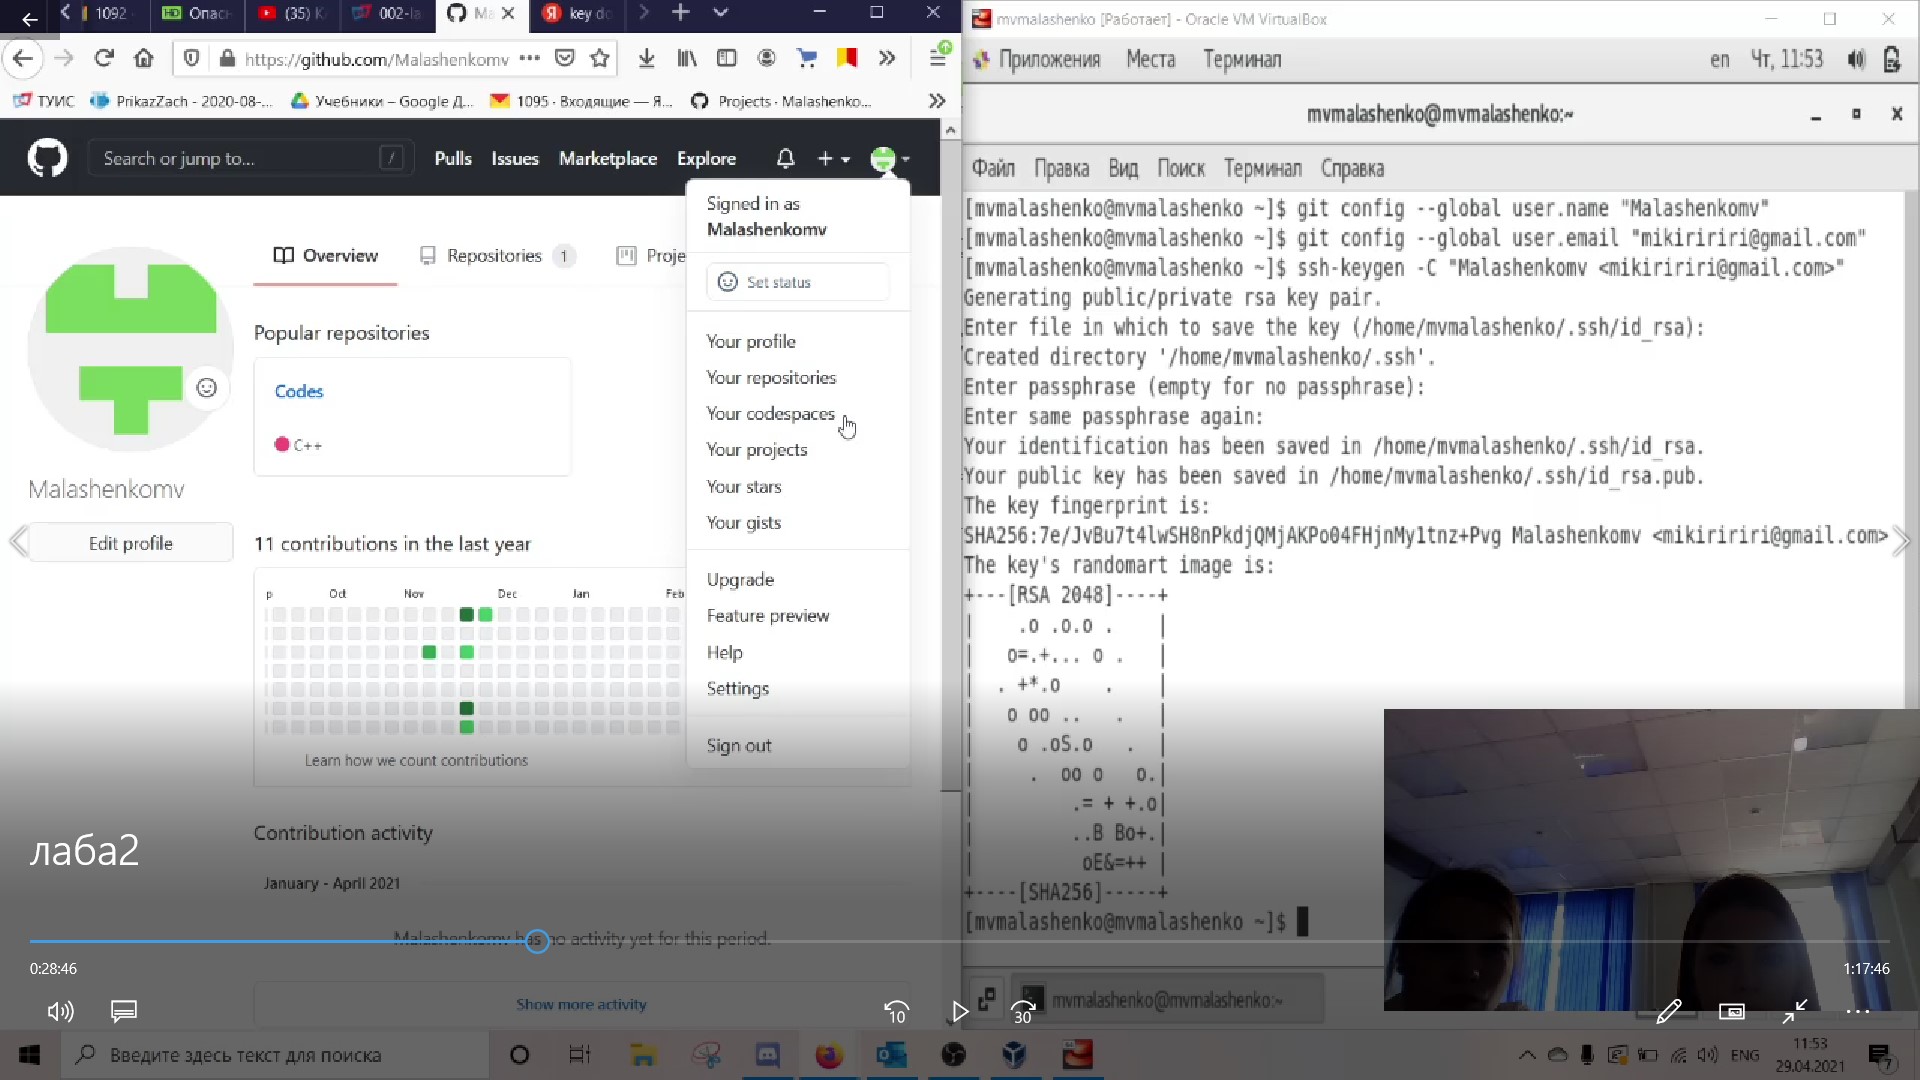 1092
Опасн
(35) К
002-la
Ма
key do
https://github.com/Malashenkomv
ТУИС
PrikazZach - 2020-08-...
Учебники – Google Д...
1095 · Входящие — Я...
Projects · Malashenko...
Search or jump to...
/
Pulls
Issues
Marketplace
Explore
Signed in as
Malashenkomv
Set status
Your profile
Your repositories
Your codespaces
Your projects
Your stars
Your gists
Upgrade
Feature preview
Help
Settings
Sign out
Overview
Repositories 1
Proje
Popular repositories
Codes
C++
Malashenkomv
Edit profile
11 contributions in the last year
p Oct Nov Dec Jan Feb
Learn how we count contributions
Contribution activity
January - April 2021
Malashenkomv has no activity yet for this period.
Show more activity
mvmalashenko [Работает] - Oracle VM VirtualBox
Приложения Места Терминал
en Чт, 11:53
mvmalashenko@mvmalashenko:~
Файл Правка Вид Поиск Терминал Справка
[mvmalashenko@mvmalashenko ~]$ git config --global user.name "Malashenkomv"
[mvmalashenko@mvmalashenko ~]$ git config --global user.email "mikiririri@gmail.com"
[mvmalashenko@mvmalashenko ~]$ ssh-keygen -C "Malashenkomv <mikiririri@gmail.com>"
Generating public/private rsa key pair.
Enter file in which to save the key (/home/mvmalashenko/.ssh/id_rsa):
Created directory '/home/mvmalashenko/.ssh'.
Enter passphrase (empty for no passphrase):
Enter same passphrase again:
Your identification has been saved in /home/mvmalashenko/.ssh/id_rsa.
Your public key has been saved in /home/mvmalashenko/.ssh/id_rsa.pub.
The key fingerprint is:
SHA256:7e/JvBu7t4lwSH8nPkdjQMjAKPo04FHjnMy1tnz+Pvg Malashenkomv <mikiririri@gmail.com>
The key's randomart image is:
+---[RSA 2048]----+
|    .o .o.o .    |
|   o=.+... o .   |
|  . +*.o    .    |
|   o oo ..   .   |
|    o .oS.o   .  |
|     .  oo o   o.|
|         .= + +.o|
|         ..B Bo+.|
|          oE&=++ |
+----[SHA256]-----+
[mvmalashenko@mvmalashenko ~]$
mvmalashenko@mvmalashenko:~
лаба2
0:28:46
1:17:46
10
30
Введите здесь текст для поиска
ENG
11:53
29.04.2021
7